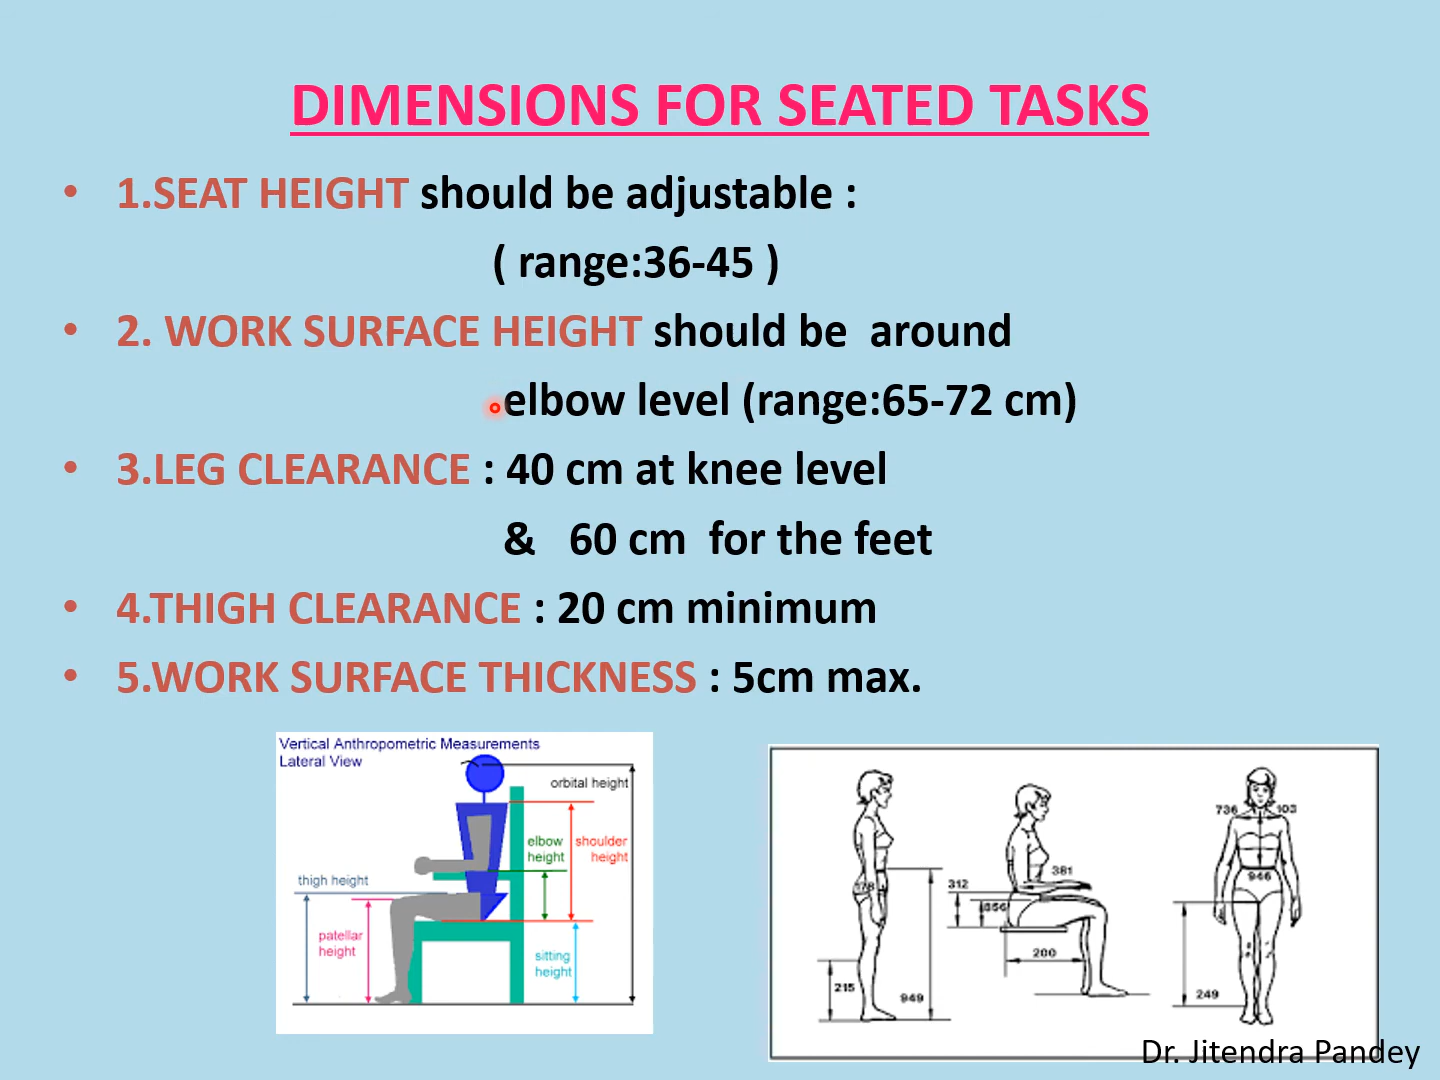 DIMENSIONS FOR SEATED TASKS
• 1.SEAT HEIGHT should be adjustable :
( range:36-45 )
• 2. WORK SURFACE HEIGHT should be around
elbow level (range:65-72 cm)
• 3.LEG CLEARANCE : 40 cm at knee level
& 60 cm for the feet
• 4.THIGH CLEARANCE : 20 cm minimum
• 5.WORK SURFACE THICKNESS : 5cm max.
Vertical Anthropometric Measurements
Lateral View
orbital height
elbow
height
shoulder
height
thigh height
patellar
height
sitting
height
178
215
949
312
381
856
200
736
103
946
249
Dr. Jitendra Pandey